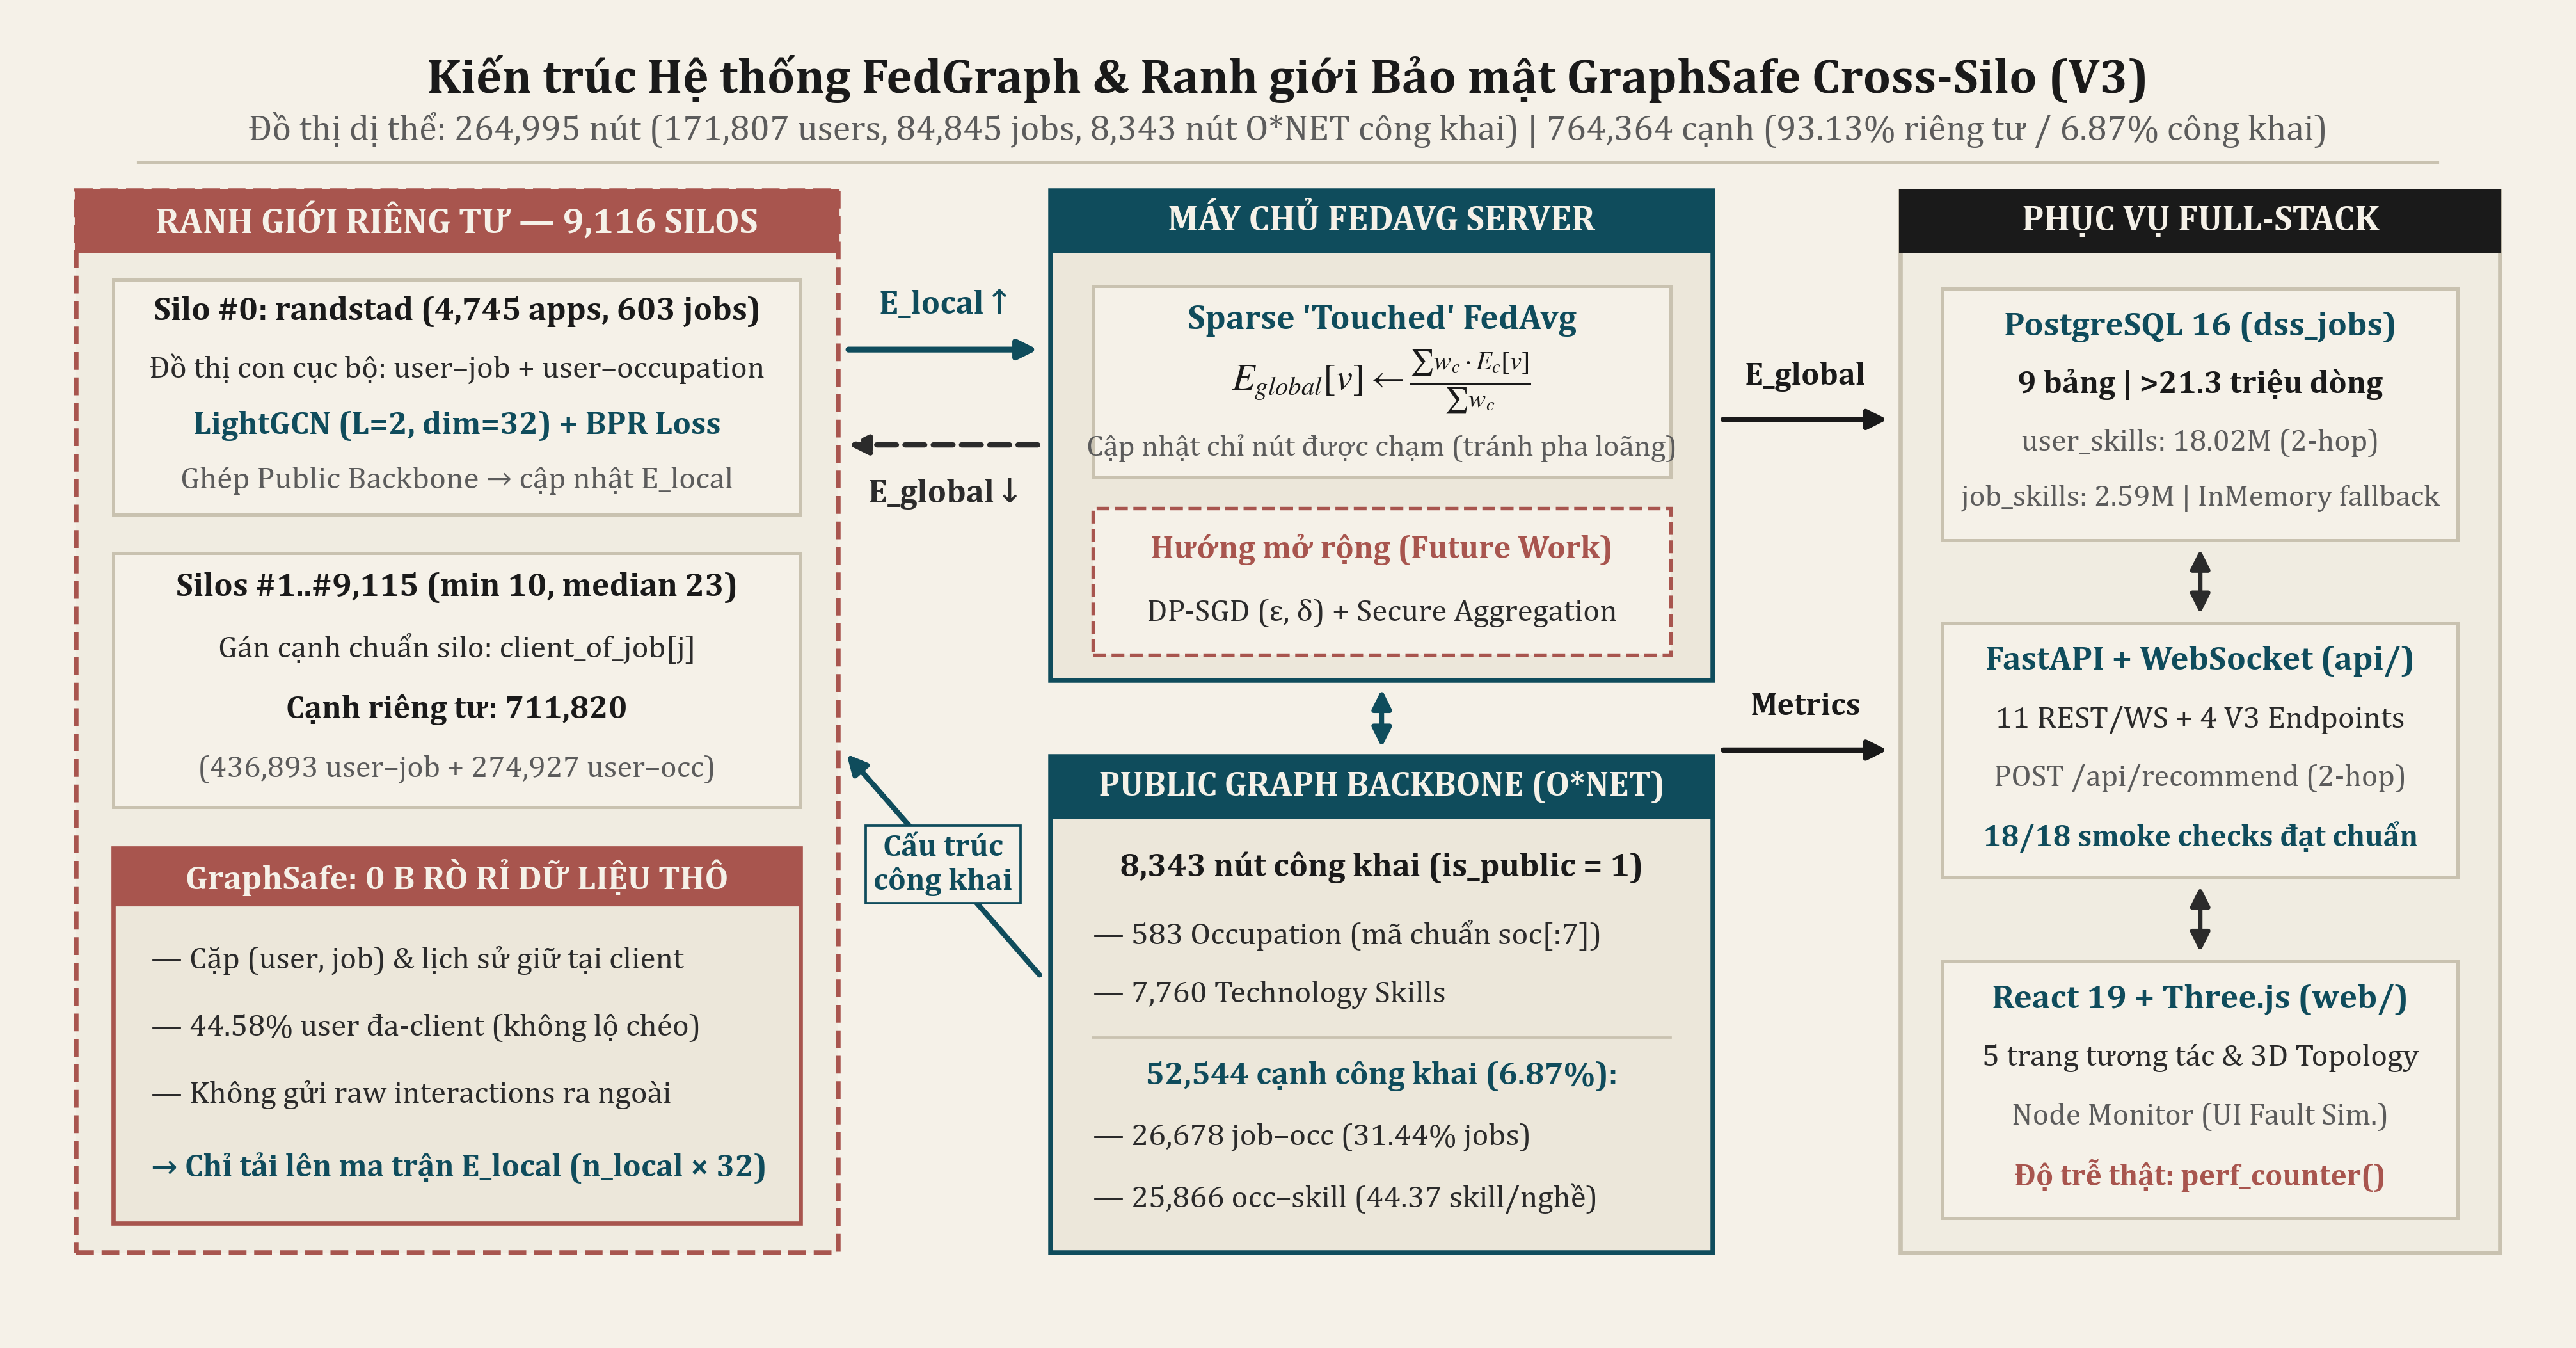 Kiến trúc Hệ thống FedGraph & Ranh giới Bảo mật GraphSafe Cross-Silo (V3)
Đồ thị dị thể: 264,995 nút (171,807 users, 84,845 jobs, 8,343 nút O*NET công khai) | 764,364 cạnh (93.13% riêng tư / 6.87% công khai)
RANH GIỚI RIÊNG TƯ — 9,116 SILOS
Silo #0: randstad (4,745 apps, 603 jobs)
Đồ thị con cục bộ: user–job + user–occupation
LightGCN (L=2, dim=32) + BPR Loss
Ghép Public Backbone → cập nhật E_local
Silos #1..#9,115 (min 10, median 23)
Gán cạnh chuẩn silo: client_of_job[j]
Cạnh riêng tư: 711,820
(436,893 user–job + 274,927 user–occ)
GraphSafe: 0 B RÒ RỈ DỮ LIỆU THÔ
— Cặp (user, job) & lịch sử giữ tại client
— 44.58% user đa-client (không lộ chéo)
— Không gửi raw interactions ra ngoài
→ Chỉ tải lên ma trận E_local (n_local × 32)
E_local ↑
E_global ↓
Cấu trúc
công khai
MÁY CHỦ FEDAVG SERVER
Sparse 'Touched' FedAvg
E_global[v] ← ∑w_c · E_c[v] / ∑w_c
Cập nhật chỉ nút được chạm (tránh pha loãng)
Hướng mở rộng (Future Work)
DP-SGD (ε, δ) + Secure Aggregation
PUBLIC GRAPH BACKBONE (O*NET)
8,343 nút công khai (is_public = 1)
— 583 Occupation (mã chuẩn soc[:7])
— 7,760 Technology Skills
52,544 cạnh công khai (6.87%):
— 26,678 job–occ (31.44% jobs)
— 25,866 occ–skill (44.37 skill/nghề)
E_global
Metrics
PHỤC VỤ FULL-STACK
PostgreSQL 16 (dss_jobs)
9 bảng | >21.3 triệu dòng
user_skills: 18.02M (2-hop)
job_skills: 2.59M | InMemory fallback
FastAPI + WebSocket (api/)
11 REST/WS + 4 V3 Endpoints
POST /api/recommend (2-hop)
18/18 smoke checks đạt chuẩn
React 19 + Three.js (web/)
5 trang tương tác & 3D Topology
Node Monitor (UI Fault Sim.)
Độ trễ thật: perf_counter()